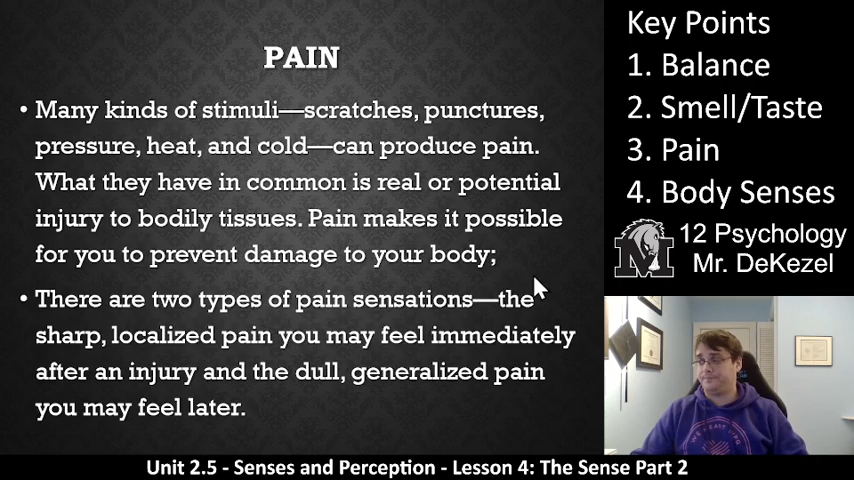 PAIN
• Many kinds of stimuli—scratches, punctures,
pressure, heat, and cold—can produce pain.
What they have in common is real or potential
injury to bodily tissues. Pain makes it possible
for you to prevent damage to your body;
• There are two types of pain sensations—the
sharp, localized pain you may feel immediately
after an injury and the dull, generalized pain
you may feel later.
Key Points
1. Balance
2. Smell/Taste
3. Pain
4. Body Senses
M
12 Psychology
Mr. DeKezel
Unit 2.5 - Senses and Perception - Lesson 4: The Sense Part 2